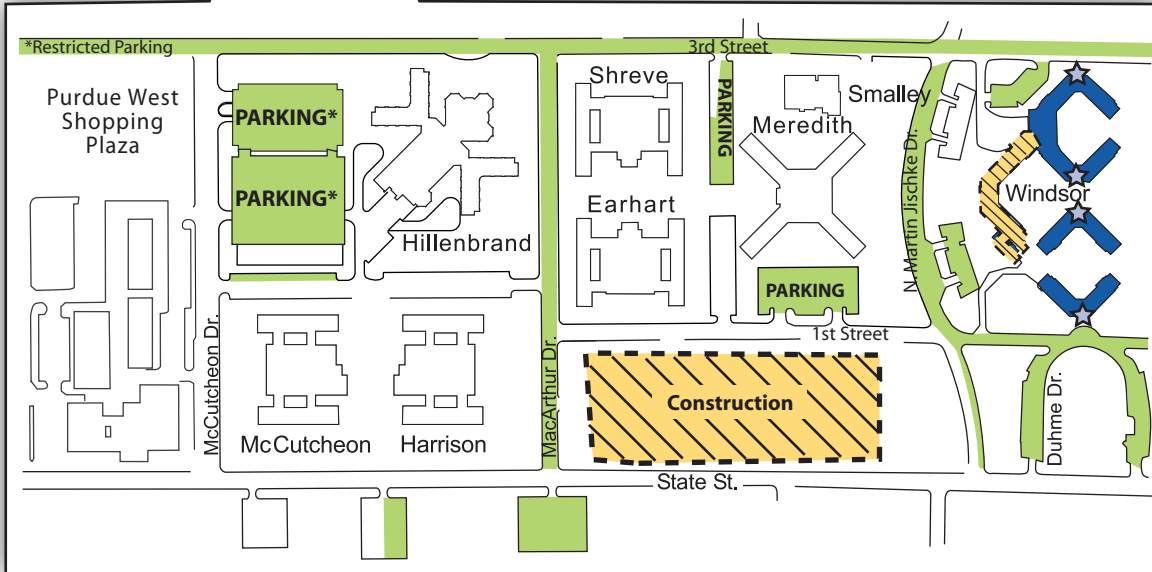 *Restricted Parking
3rd Street
Purdue West
Shopping
Plaza
PARKING*
PARKING*
Hillenbrand
Shreve
PARKING
Smalley
Meredith
Earhart
N. Martin Jischke Dr.
Windsor
PARKING
1st Street
McCutcheon Dr.
MacArthur Dr.
Construction
McCutcheon
Harrison
Duhme Dr.
State St.